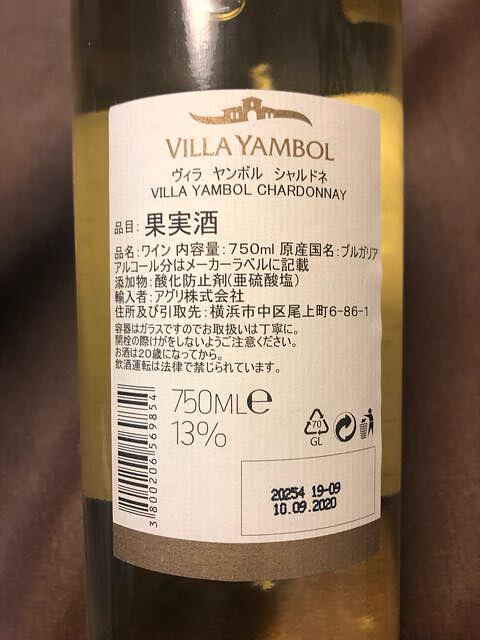 VILLA YAMBOL
ヴィラ ヤンボル シャルドネ
VILLA YAMBOL CHARDONNAY
品目:果実酒
品名:ワイン 内容量:750ml 原産国名:ブルガリア
アルコール分はメーカーラベルに記載
添加物:酸化防止剤(亜硫酸塩)
輸入者:アグリ株式会社
住所及び引取先:横浜市中区尾上町6-86-1
容器はガラスですのでお取扱いは丁寧に。
開栓の際けがをしないようご注意ください。
お酒は20歳になってから。
飲酒運転は法律で禁じられています。
750MLe
13%
70
GL
3800206569854
20254 19-09
10.09.2020